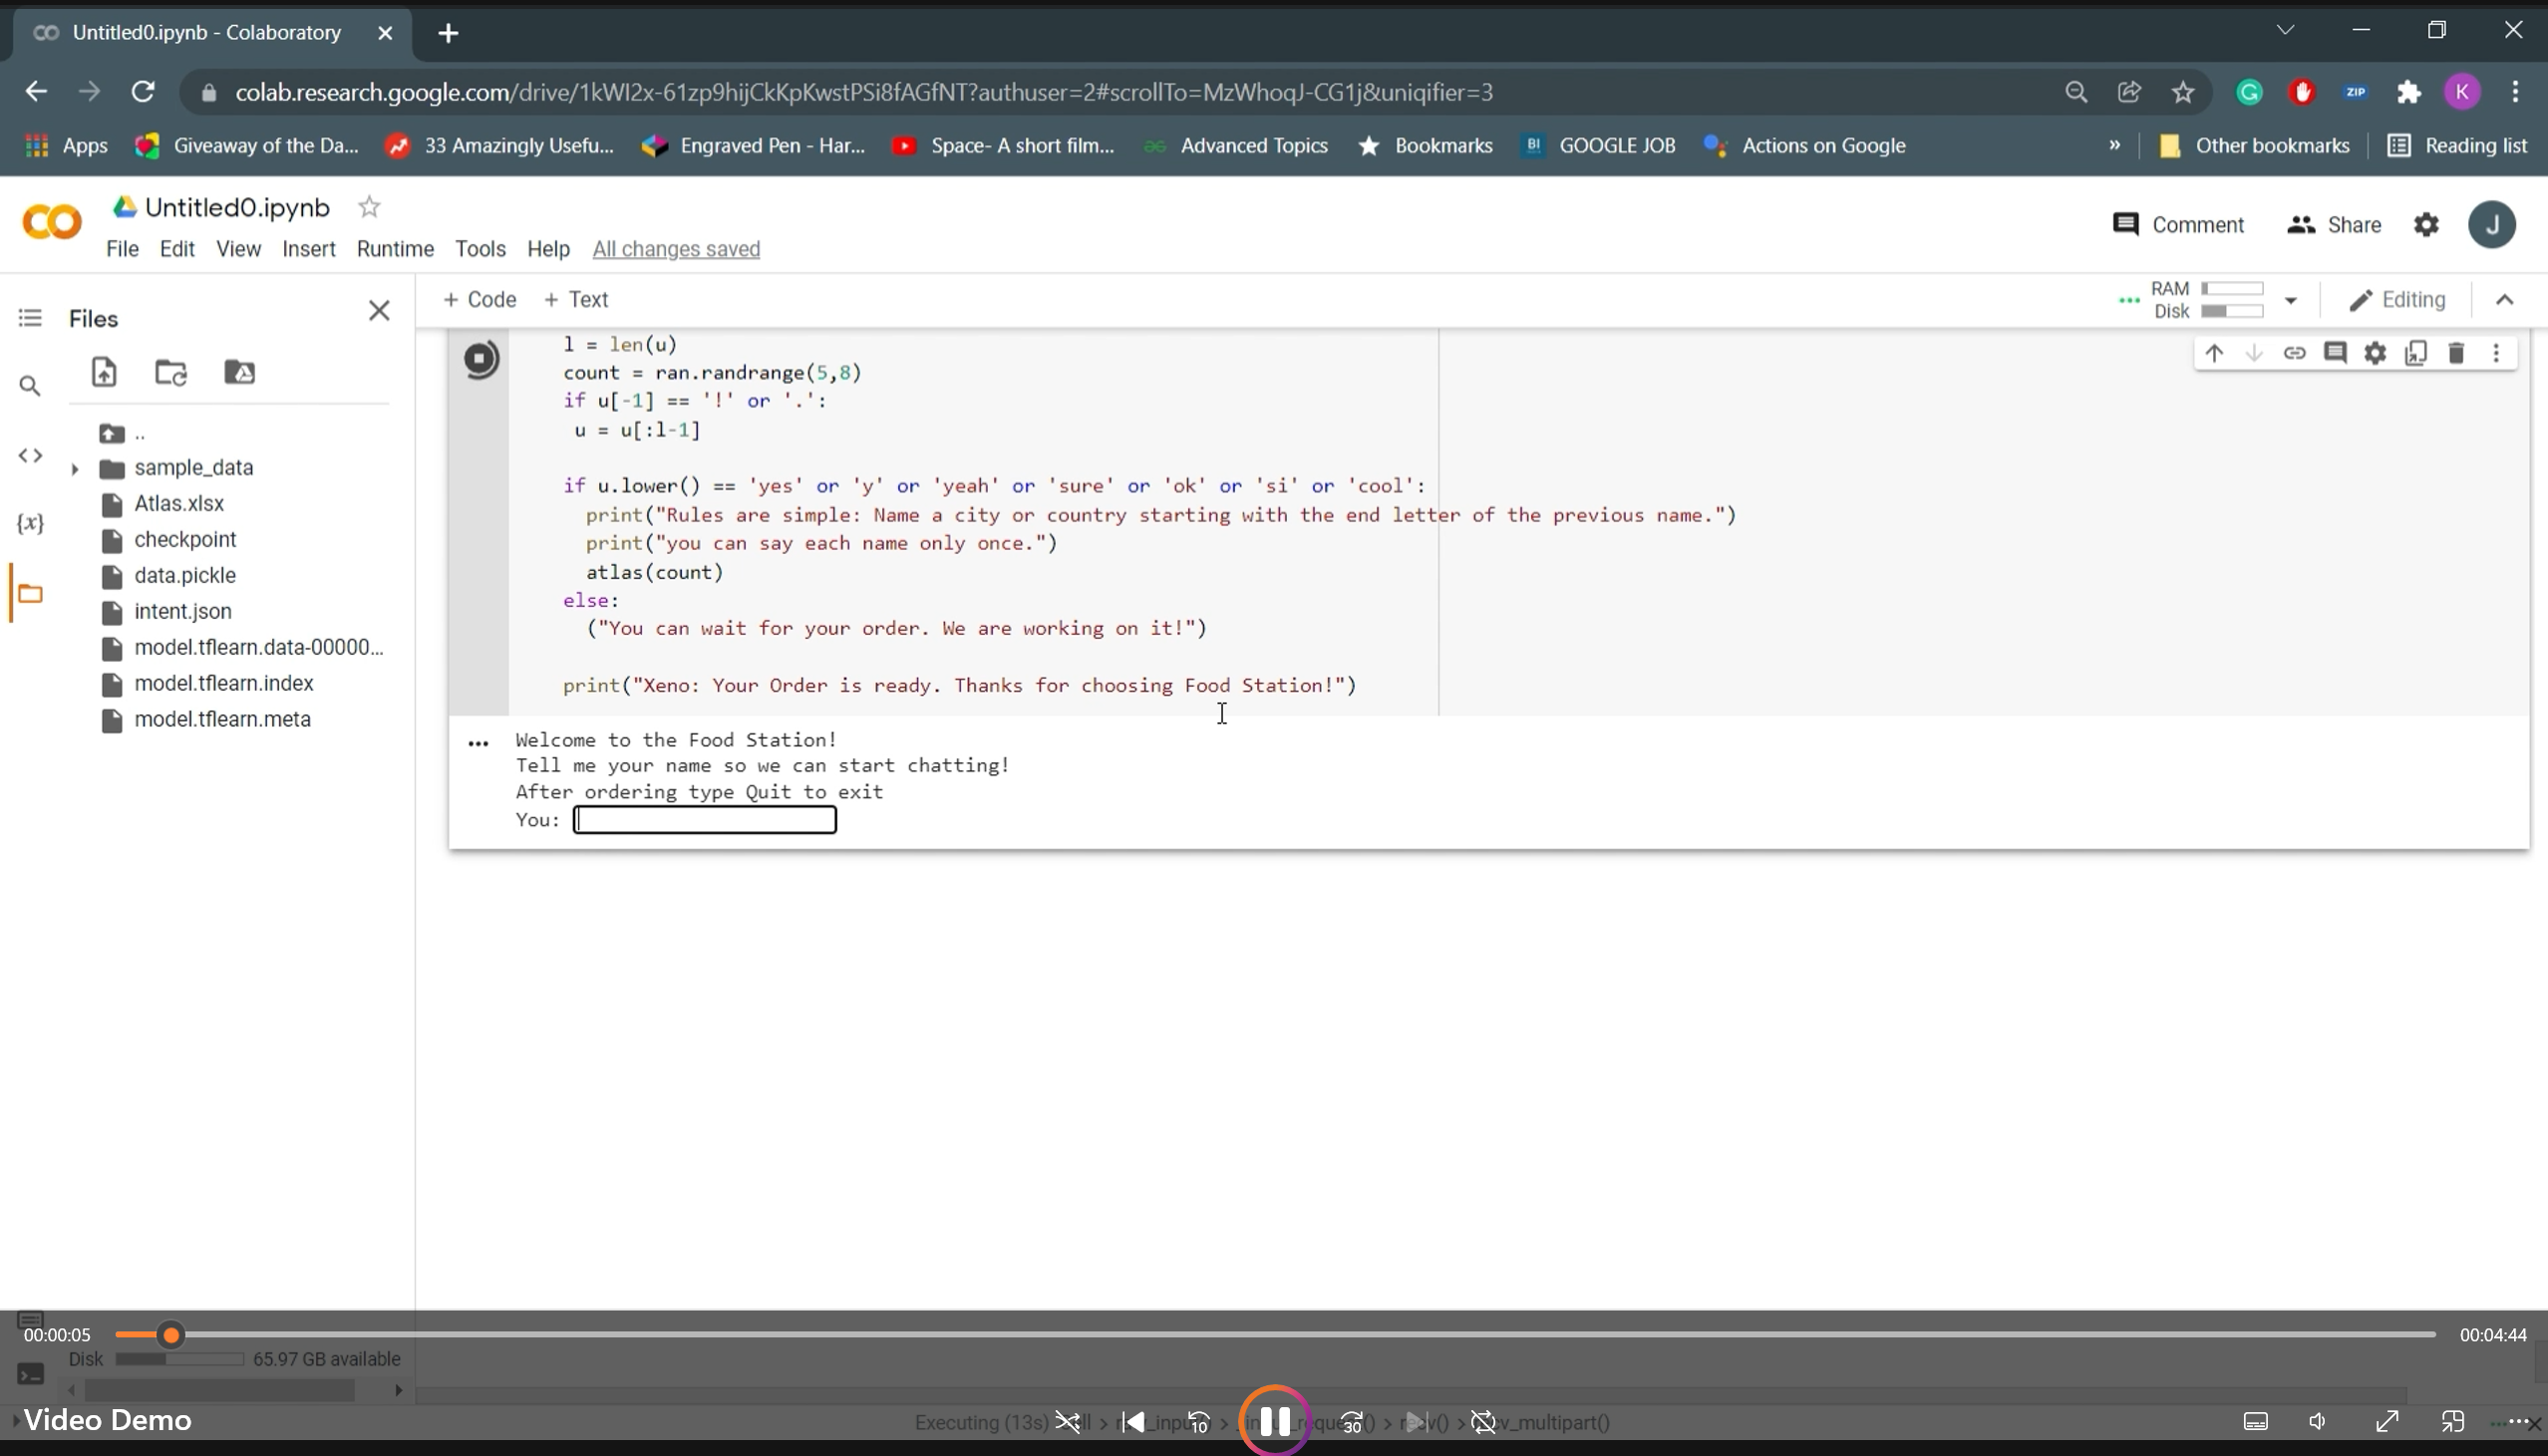 Untitled0.ipynb - Colaboratory
colab.research.google.com/drive/1kWI2x-61zp9hijCkKpKwstPSi8fAGfNT?authuser=2#scrollTo=MzWhoqJ-CG1j&uniqifier=3
ZIP
K
Apps
Giveaway of the Da...
33 Amazingly Usefu...
Engraved Pen - Har...
Space- A short film...
Advanced Topics
Bookmarks
BI GOOGLE JOB
Actions on Google
»
Other bookmarks
Reading list
Untitled0.ipynb
Comment
Share
J
File Edit View Insert Runtime Tools Help All changes saved
Files
+ Code + Text
RAM
Disk
Editing
..
sample_data
Atlas.xlsx
checkpoint
data.pickle
intent.json
model.tflearn.data-00000...
model.tflearn.index
model.tflearn.meta
{x}
l = len(u)
count = ran.randrange(5,8)
if u[-1] == '!' or '.':
u = u[:l-1]
if u.lower() == 'yes' or 'y' or 'yeah' or 'sure' or 'ok' or 'si' or 'cool':
print("Rules are simple: Name a city or country starting with the end letter of the previous name.")
print("you can say each name only once.")
atlas(count)
else:
("You can wait for your order. We are working on it!")
print("Xeno: Your Order is ready. Thanks for choosing Food Station!")
Welcome to the Food Station!
Tell me your name so we can start chatting!
After ordering type Quit to exit
You:
00:00:05
00:04:44
Disk 65.97 GB available
Video Demo
Executing (13s)
10
30